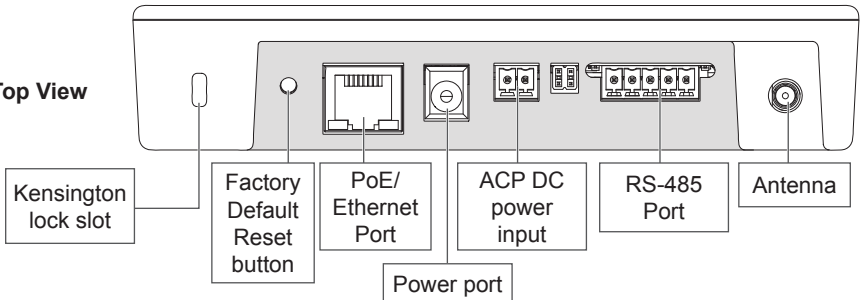 Top View
Kensington
lock slot
Factory
Default
Reset
button
PoE/
Ethernet
Port
Power port
ACP DC
power
input
RS-485
Port
Antenna